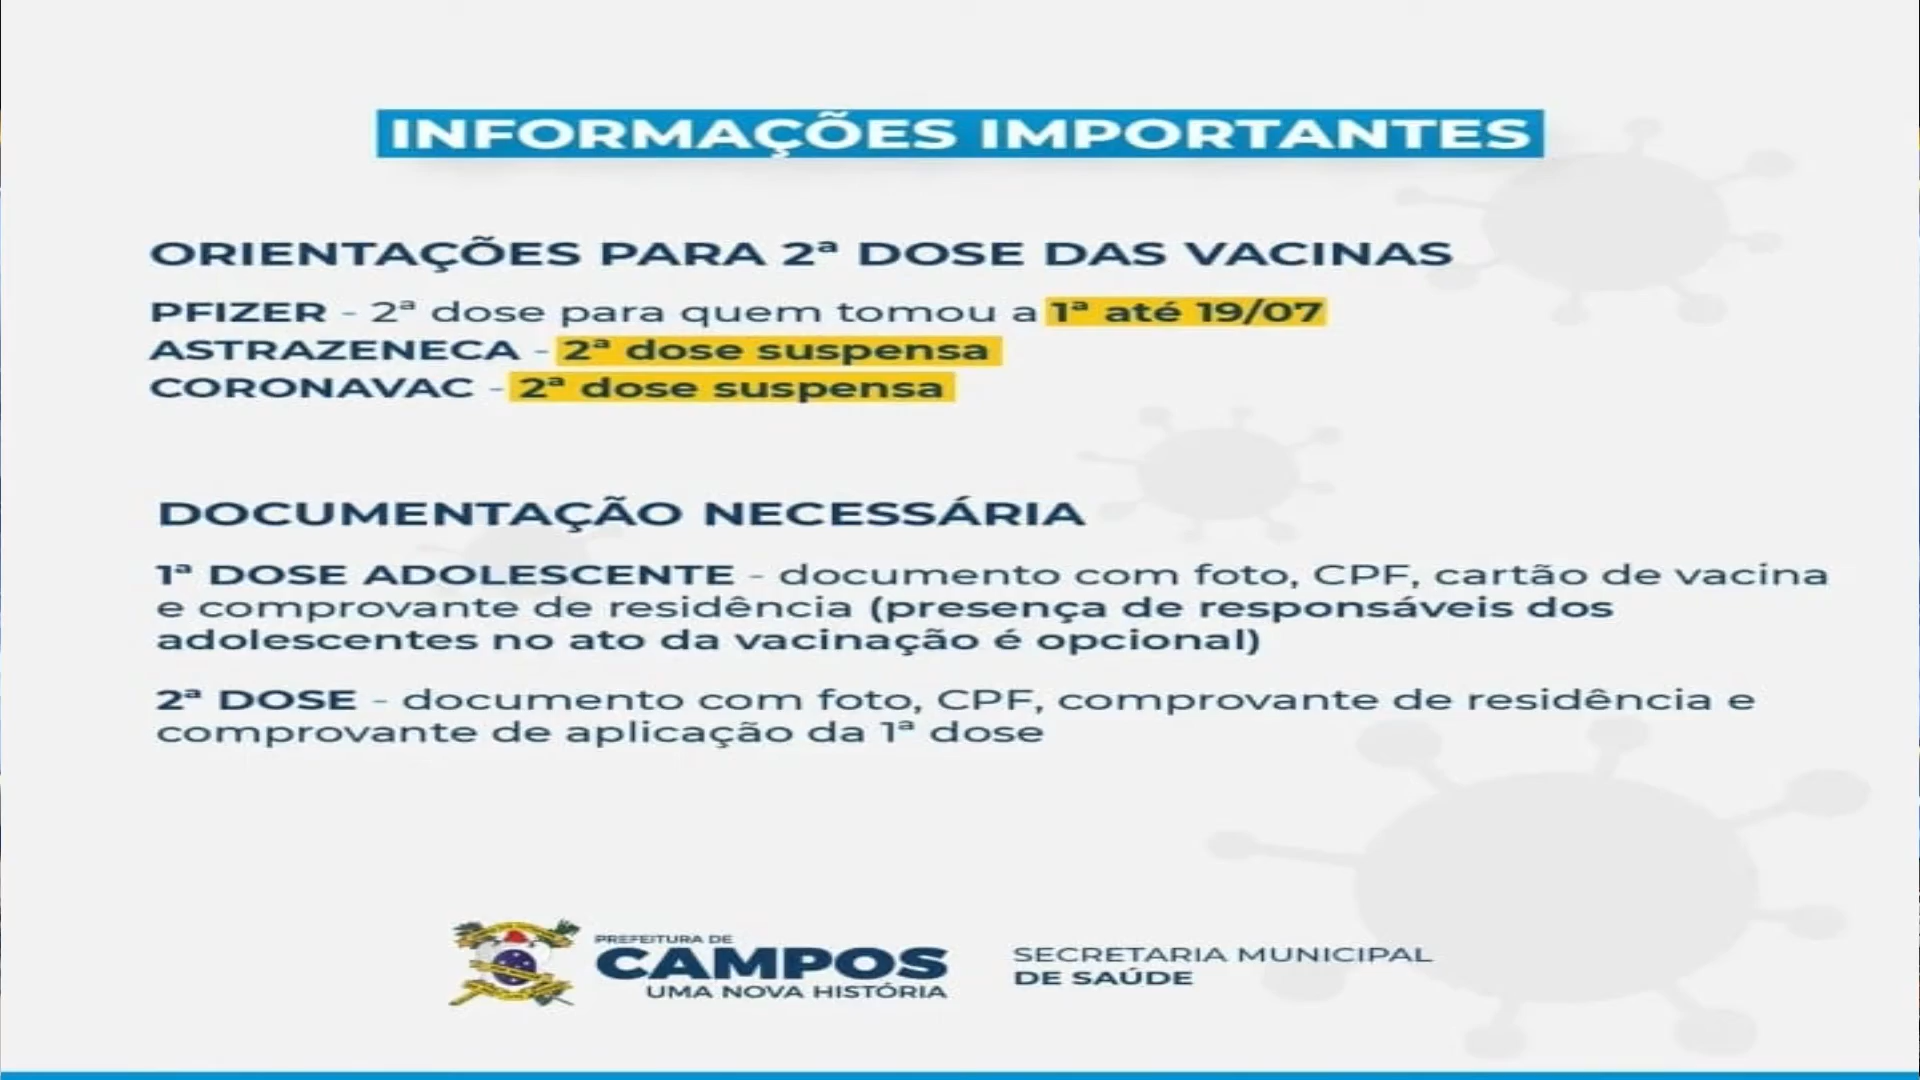 INFORMAÇÕES IMPORTANTES
ORIENTAÇÕES PARA 2ª DOSE DAS VACINAS
PFIZER - 2ª dose para quem tomou a 1ª até 19/07
ASTRAZENECA - 2ª dose suspensa
CORONAVAC - 2ª dose suspensa
DOCUMENTAÇÃO NECESSÁRIA
1ª DOSE ADOLESCENTE - documento com foto, CPF, cartão de vacina
e comprovante de residência (presença de responsáveis dos
adolescentes no ato da vacinação é opcional)
2ª DOSE - documento com foto, CPF, comprovante de residência e
comprovante de aplicação da 1ª dose
PREFEITURA DE
CAMPOS
UMA NOVA HISTÓRIA
SECRETARIA MUNICIPAL
DE SAÚDE